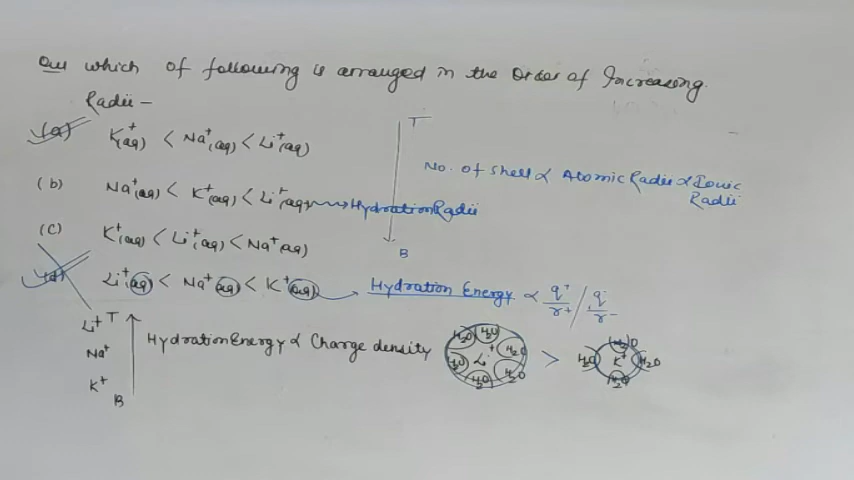 Que which of following is arranged in the Order of Increasing
Radii -
(a) K⁺(aq) < Na⁺(aq) < Li⁺(aq)
T
No. of Shell ∝ Atomic Radii ∝ Ionic
Radii
(b) Na⁺(aq) < K⁺(aq) < Li⁺(aq) Hydration Radii
(C) K⁺(aq) < Li⁺(aq) < Na⁺(aq)
B
(d) Li⁺(aq) < Na⁺(aq) < K⁺(aq) Hydration Energy ∝ q⁺/r⁺ / q⁻/r⁻
Li⁺ T
Na⁺
K⁺ B
Hydration Energy ∝ Charge density
H₂O H₂O H₂O H₂O H₂O H₂O Li⁺ > H₂O H₂O H₂O H₂O K⁺